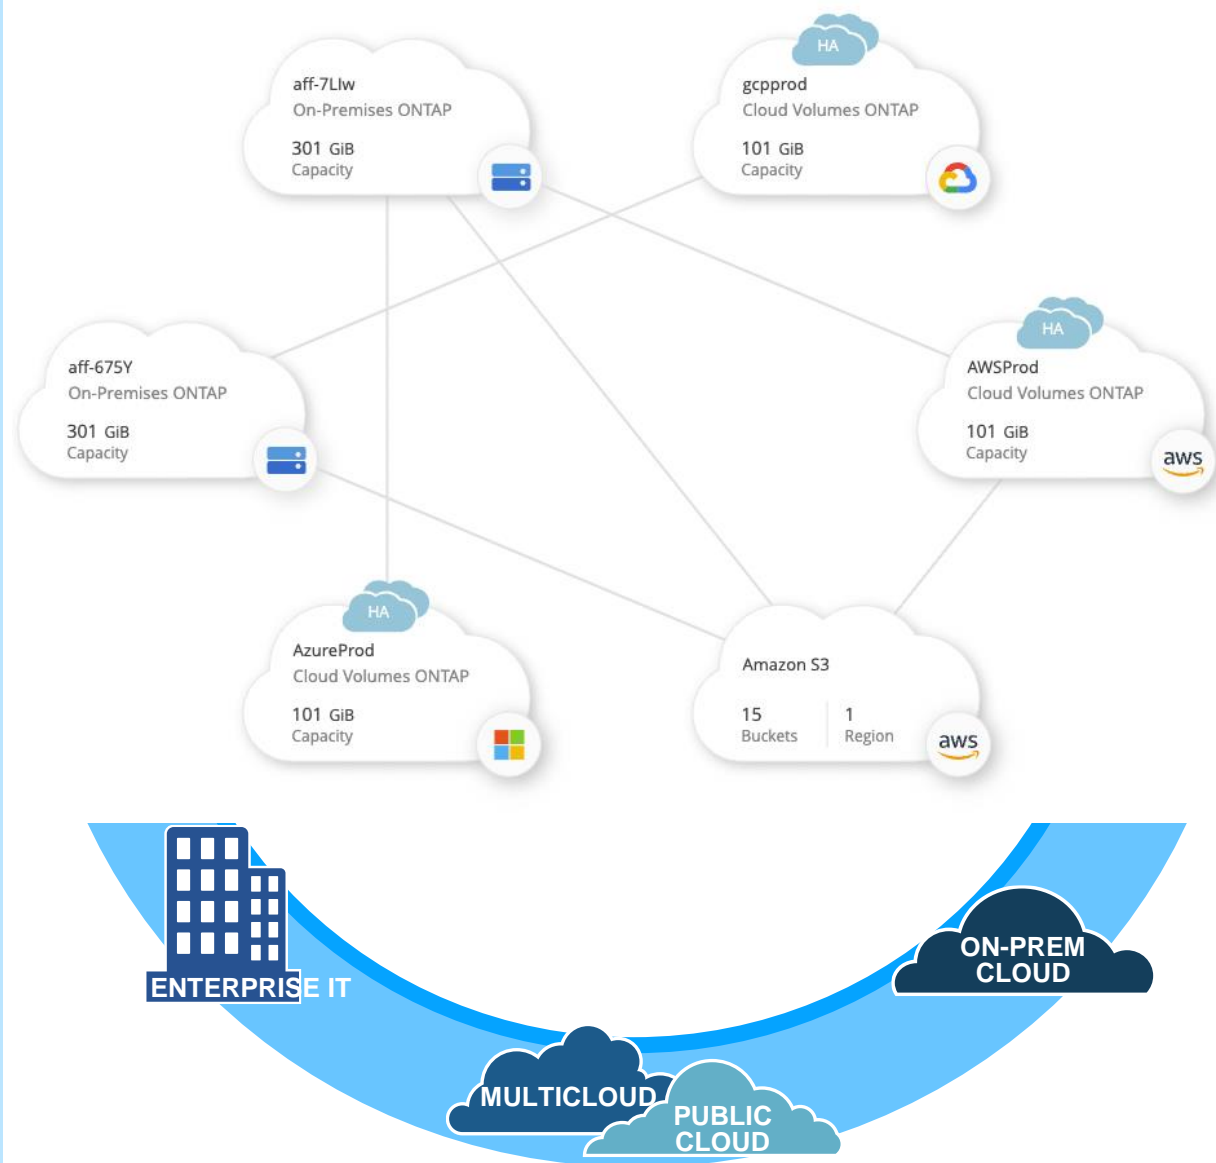 HA
aff-7LIw
On-Premises ONTAP
301 GiB
Capacity
gcpprod
Cloud Volumes ONTAP
101 GiB
Capacity
HA
aff-675Y
On-Premises ONTAP
301 GiB
Capacity
AWSProd
Cloud Volumes ONTAP
101 GiB
Capacity
aws
HA
AzureProd
Cloud Volumes ONTAP
101 GiB
Capacity
Amazon S3
15
Buckets
1
Region
aws
ENTERPRISE IT
ON-PREM
CLOUD
MULTICLOUD
PUBLIC
CLOUD